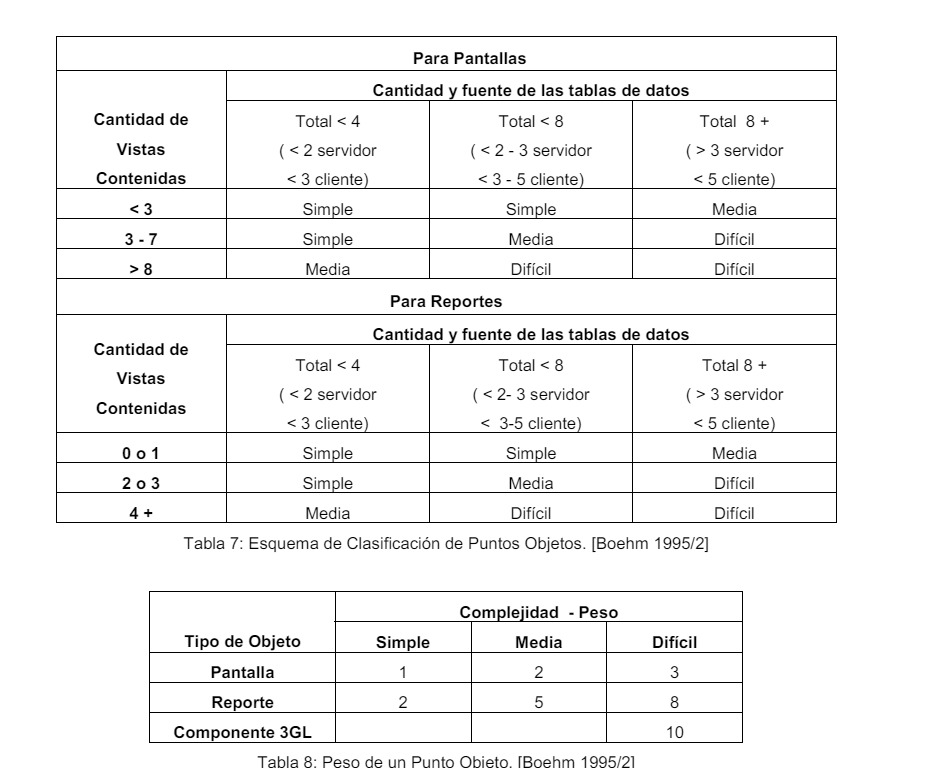 Para Pantallas
Cantidad de
Vistas
Contenidas
Cantidad y fuente de las tablas de datos
Total < 4
( < 2 servidor
< 3 cliente)
Total < 8
( < 2 - 3 servidor
< 3 - 5 cliente)
Total 8 +
( > 3 servidor
< 5 cliente)
< 3 Simple Simple Media
3 - 7 Simple Media Difícil
> 8 Media Difícil Difícil
Para Reportes
Cantidad de
Vistas
Contenidas
Cantidad y fuente de las tablas de datos
Total < 4
( < 2 servidor
< 3 cliente)
Total < 8
( < 2- 3 servidor
< 3-5 cliente)
Total 8 +
( > 3 servidor
< 5 cliente)
0 o 1 Simple Simple Media
2 o 3 Simple Media Difícil
4 + Media Difícil Difícil
Tabla 7: Esquema de Clasificación de Puntos Objetos. [Boehm 1995/2]
Complejidad - Peso
Tipo de Objeto Simple Media Difícil
Pantalla 1 2 3
Reporte 2 5 8
Componente 3GL 10
Tabla 8: Peso de un Punto Objeto. [Boehm 1995/2]